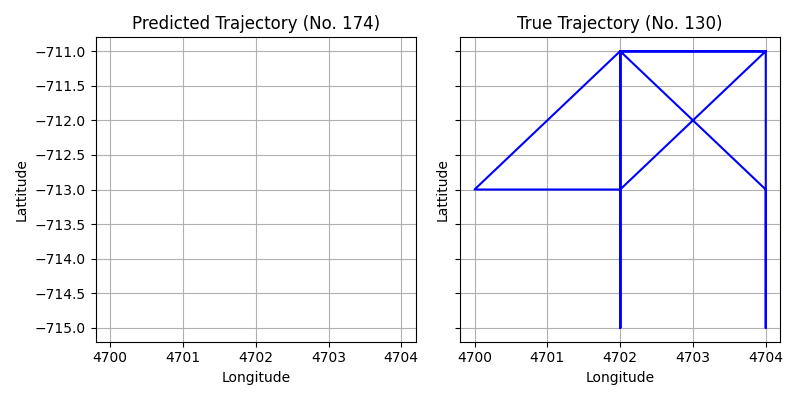 Predicted Trajectory (No. 174)
True Trajectory (No. 130)
−711.0
−711.5
−712.0
−712.5
−713.0
−713.5
−714.0
−714.5
−715.0
Lattitude
Lattitude
4700 4701 4702 4703 4704
4700 4701 4702 4703 4704
Longitude
Longitude